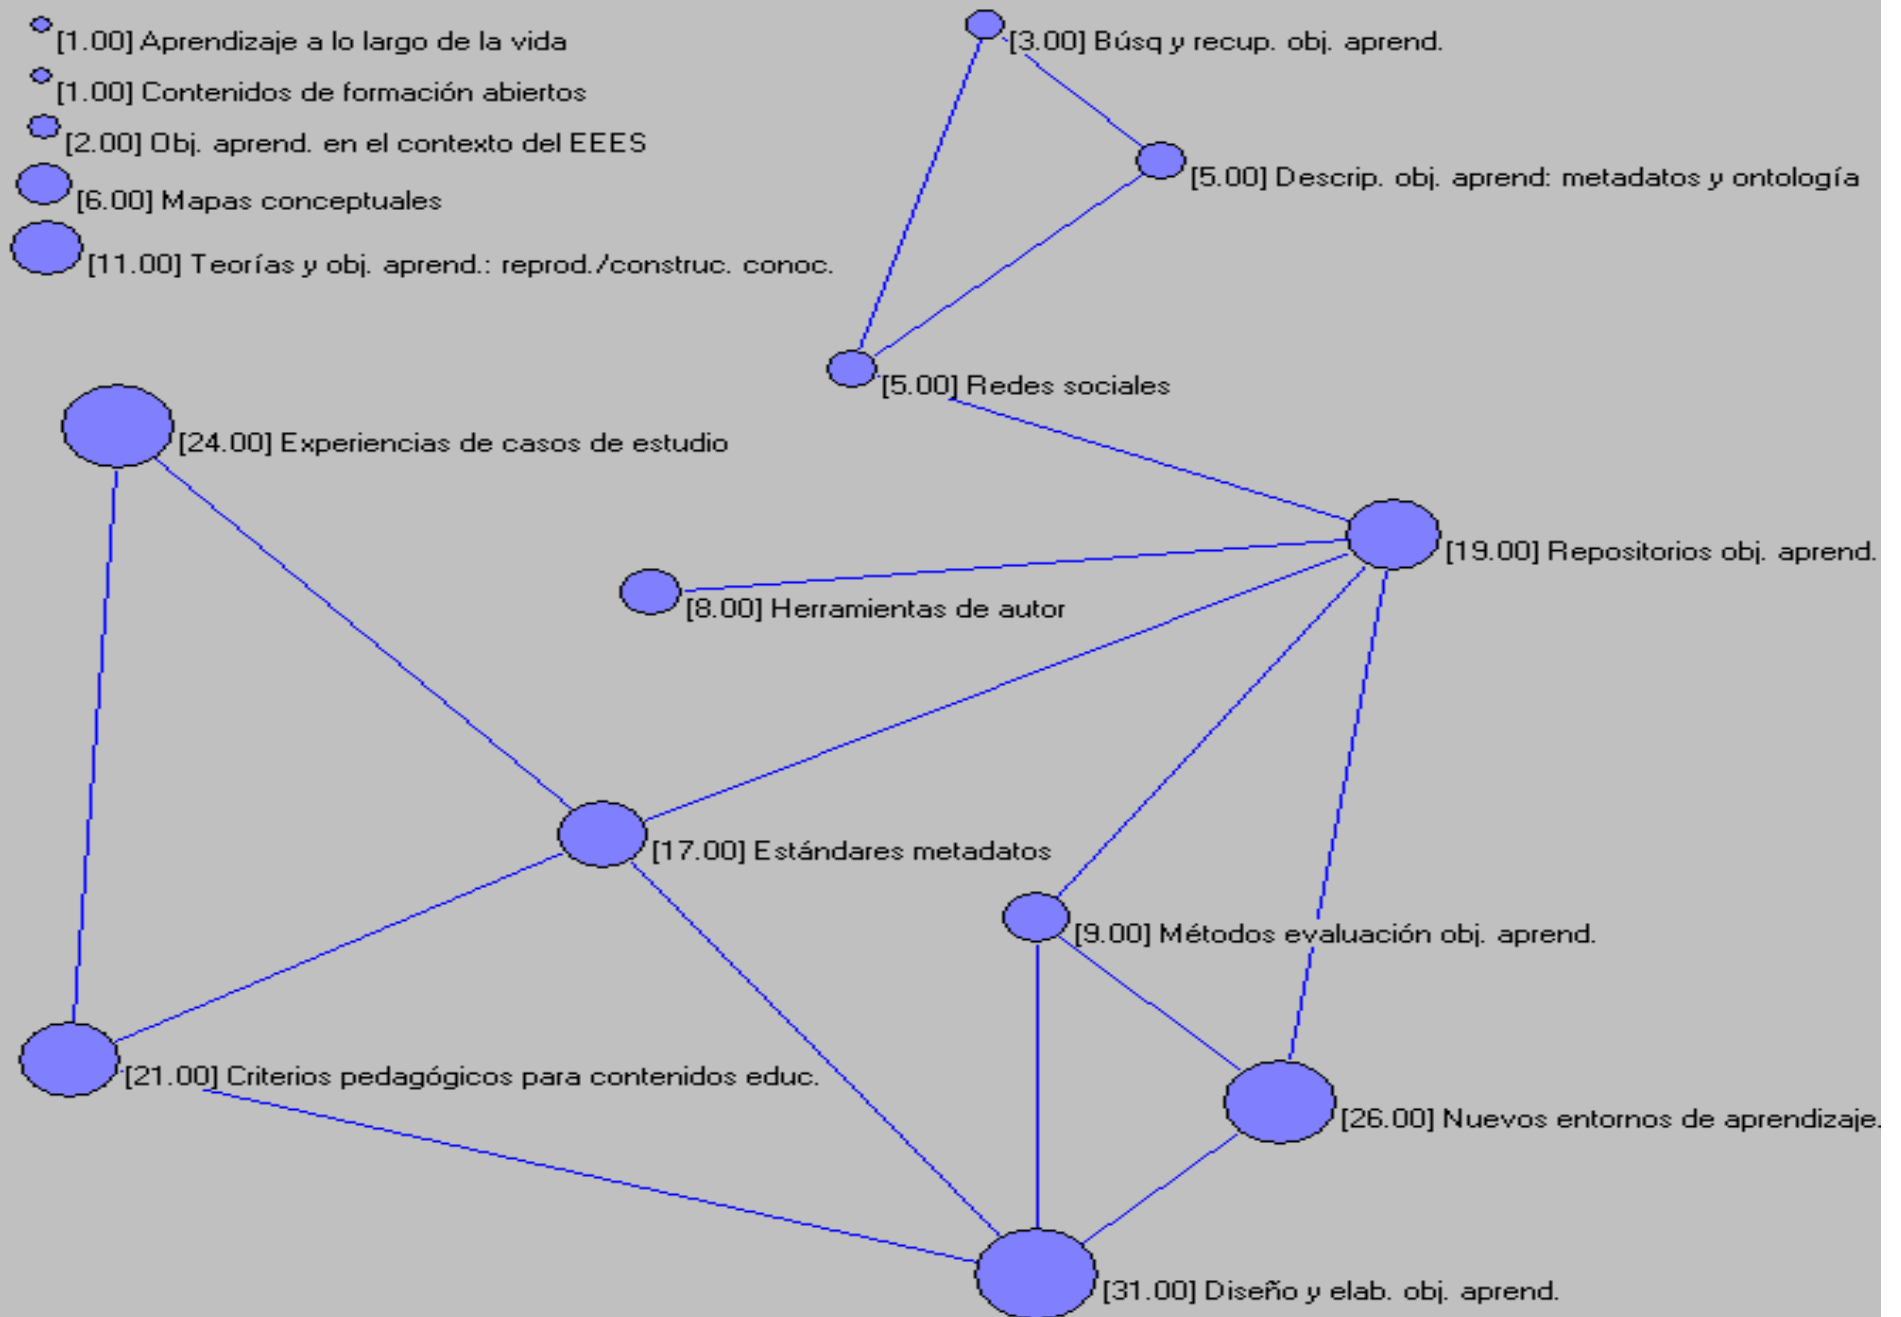 [1.00] Aprendizaje a lo largo de la vida
[1.00] Contenidos de formación abiertos
[2.00] Obj. aprend. en el contexto del EEES
[6.00] Mapas conceptuales
[11.00] Teorías y obj. aprend.: reprod./construc. conoc.
[3.00] Búsq y recup. obj. aprend.
[5.00] Descrip. obj. aprend: metadatos y ontología
[5.00] Redes sociales
[24.00] Experiencias de casos de estudio
[19.00] Repositorios obj. aprend.
[8.00] Herramientas de autor
[17.00] Estándares metadatos
[9.00] Métodos evaluación obj. aprend.
[21.00] Criterios pedagógicos para contenidos educ.
[26.00] Nuevos entornos de aprendizaje.
[31.00] Diseño y elab. obj. aprend.